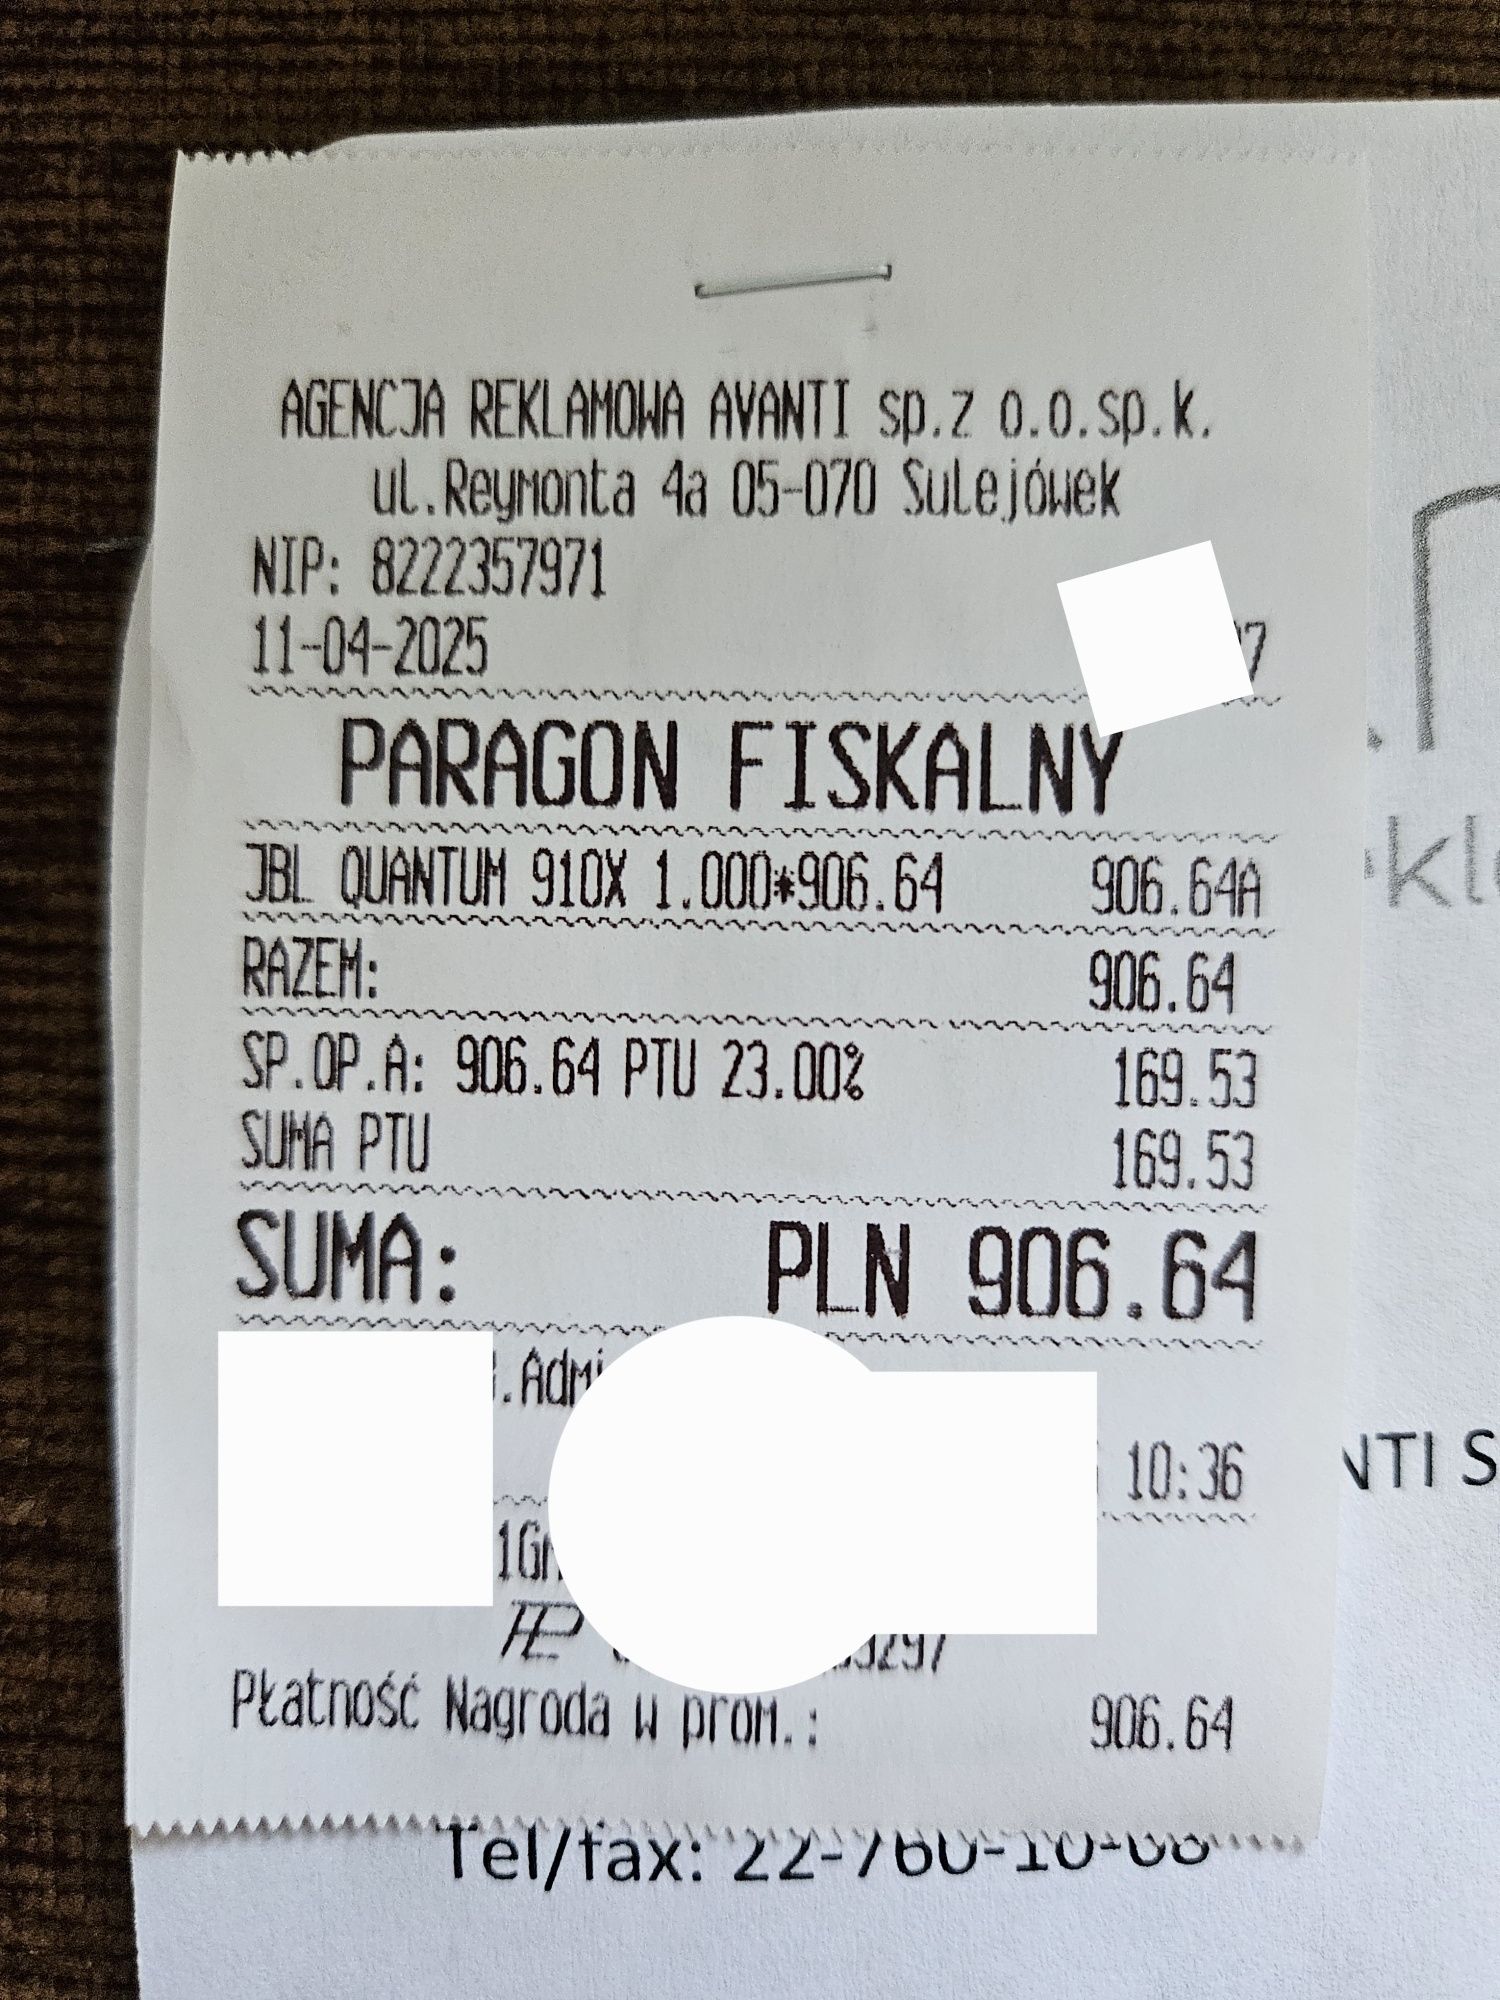 AGENCJA REKLAMOWA AVANTI sp.z o.o.sp.k.
ul.Reymonta 4a 05-070 Sulejówek
NIP: 8222357971
11-04-2025
PARAGON FISKALNY
JBL QUANTUM 910X 1.000*906.64 906.64A
RAZEM: 906.64
SP.OP.A: 906.64 PTU 23.00% 169.53
SUMA PTU 169.53
SUMA: PLN 906.64
10:36
Płatność Nagroda w prom.: 906.64
NTI S
Tel/fax: 22-760-10-08